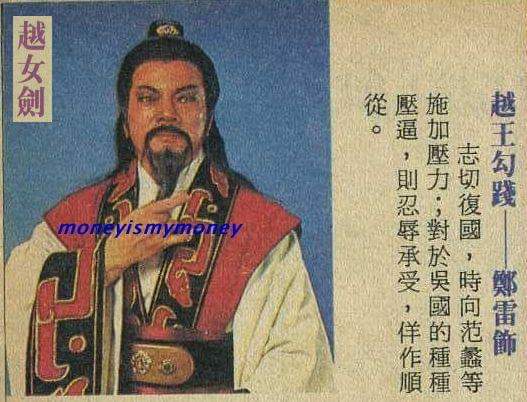 越女劍
越王勾踐——鄭雷飾
志切復國，時向范蠡等
施加壓力；對於吳國的種種
壓逼，則忍辱承受，佯作順
從。
moneyismymoney